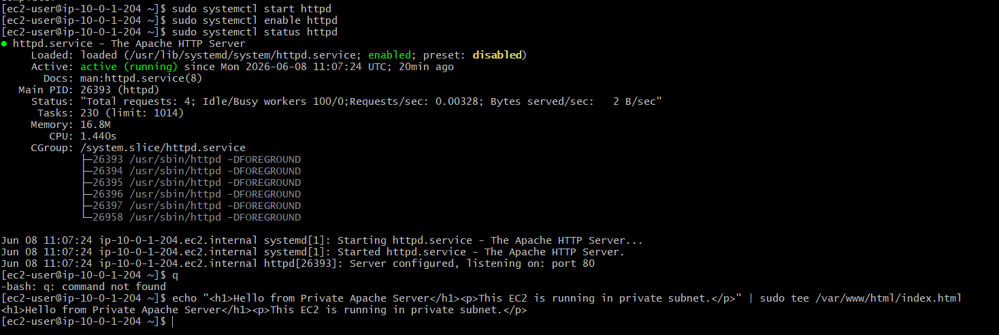 [ec2-user@ip-10-0-1-204 ~]$ sudo systemctl start httpd
[ec2-user@ip-10-0-1-204 ~]$ sudo systemctl enable httpd
[ec2-user@ip-10-0-1-204 ~]$ sudo systemctl status httpd
● httpd.service - The Apache HTTP Server
     Loaded: loaded (/usr/lib/systemd/system/httpd.service; enabled; preset: disabled)
     Active: active (running) since Mon 2026-06-08 11:07:24 UTC; 20min ago
       Docs: man:httpd.service(8)
   Main PID: 26393 (httpd)
     Status: "Total requests: 4; Idle/Busy workers 100/0;Requests/sec: 0.00328; Bytes served/sec:   2 B/sec"
      Tasks: 230 (limit: 1014)
     Memory: 16.8M
        CPU: 1.440s
     CGroup: /system.slice/httpd.service
             ├─26393 /usr/sbin/httpd -DFOREGROUND
             ├─26394 /usr/sbin/httpd -DFOREGROUND
             ├─26395 /usr/sbin/httpd -DFOREGROUND
             ├─26396 /usr/sbin/httpd -DFOREGROUND
             ├─26397 /usr/sbin/httpd -DFOREGROUND
             └─26958 /usr/sbin/httpd -DFOREGROUND
Jun 08 11:07:24 ip-10-0-1-204.ec2.internal systemd[1]: Starting httpd.service - The Apache HTTP Server...
Jun 08 11:07:24 ip-10-0-1-204.ec2.internal systemd[1]: Started httpd.service - The Apache HTTP Server.
Jun 08 11:07:24 ip-10-0-1-204.ec2.internal httpd[26393]: Server configured, listening on: port 80
[ec2-user@ip-10-0-1-204 ~]$ q
-bash: q: command not found
[ec2-user@ip-10-0-1-204 ~]$ echo "<h1>Hello from Private Apache Server</h1><p>This EC2 is running in private subnet.</p>" | sudo tee /var/www/html/index.html
<h1>Hello from Private Apache Server</h1><p>This EC2 is running in private subnet.</p>
[ec2-user@ip-10-0-1-204 ~]$